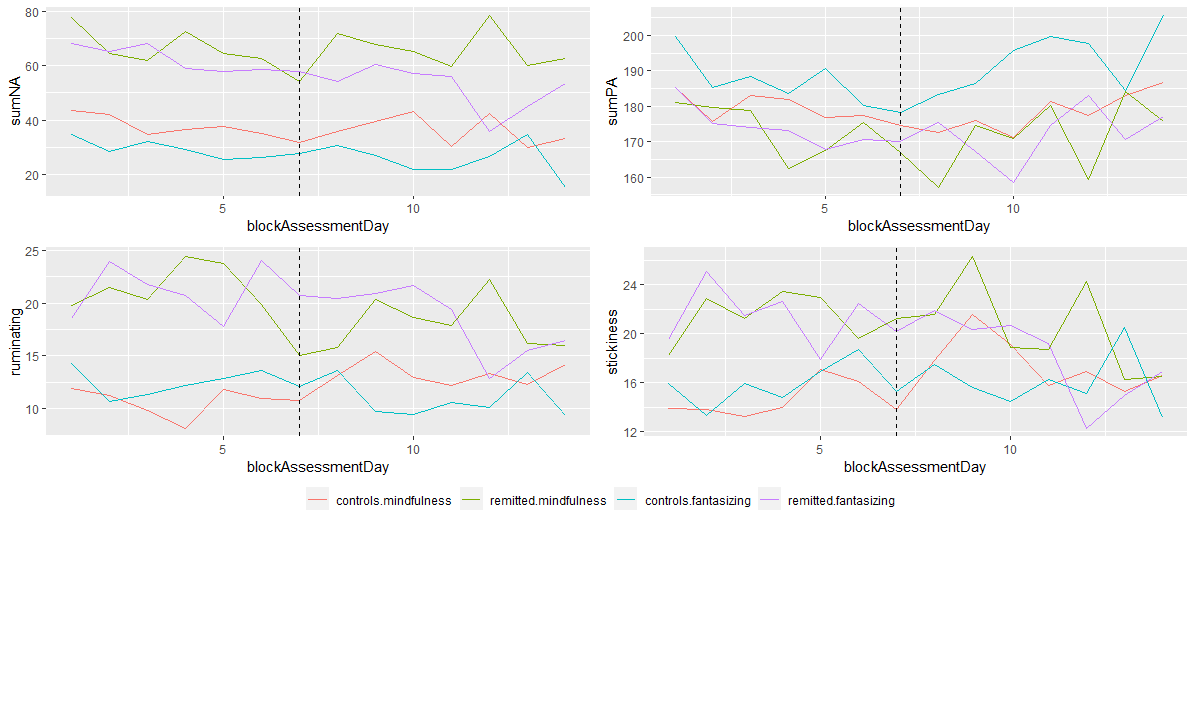 sumNA
80
60
40
20
5
10
blockAssessmentDay
sumPA
200
190
180
170
160
5
10
blockAssessmentDay
ruminating
25
20
15
10
5
10
blockAssessmentDay
stickiness
24
20
16
12
5
10
blockAssessmentDay
controls.mindfulness remitted.mindfulness controls.fantasizing remitted.fantasizing